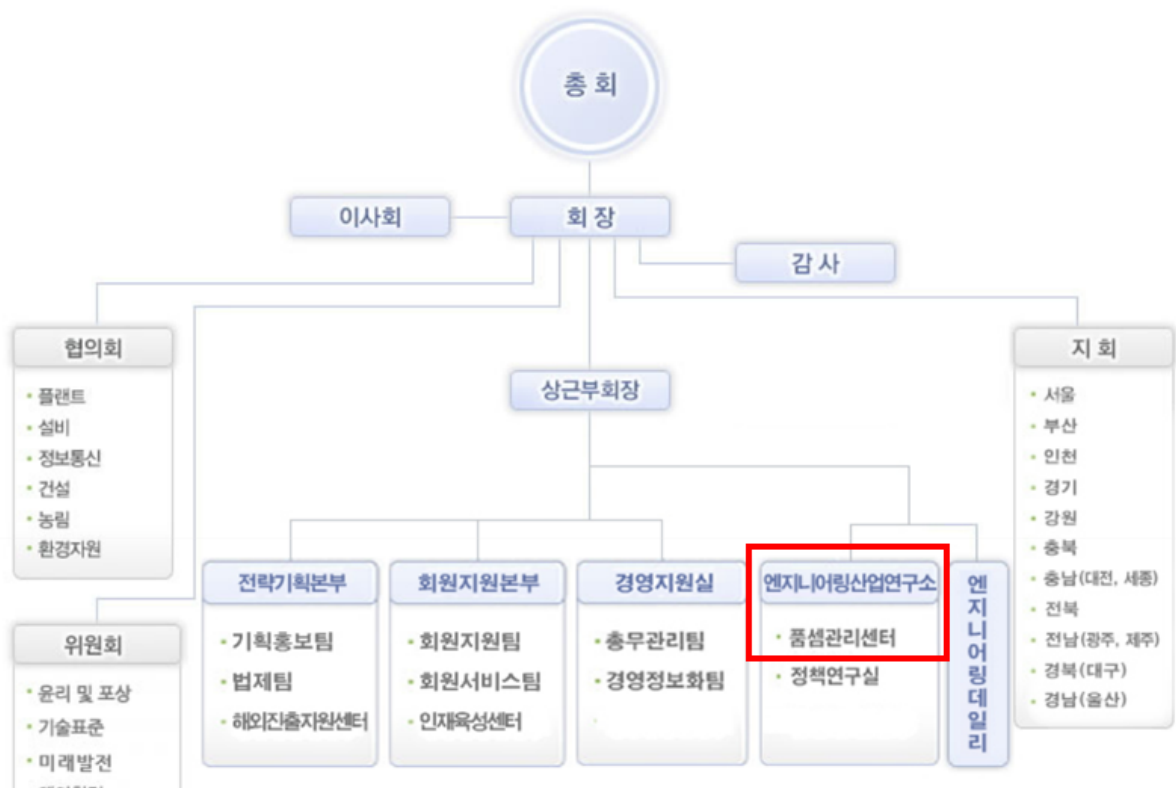 총 회
이사회
회 장
감 사
협의회
플랜트
설비
정보통신
건설
농림
환경자원
상근부회장
지 회
서울
부산
인천
경기
강원
충북
충남(대전, 세종)
전북
전남(광주, 제주)
경북(대구)
경남(울산)
위원회
윤리 및 포상
기술표준
미래발전
전략기획본부
기획홍보팀
법제팀
해외진출지원센터
회원지원본부
회원지원팀
회원서비스팀
인재육성센터
경영지원실
총무관리팀
경영정보화팀
엔지니어링산업연구소
품셈관리센터
정책연구실
엔지니어링데일리